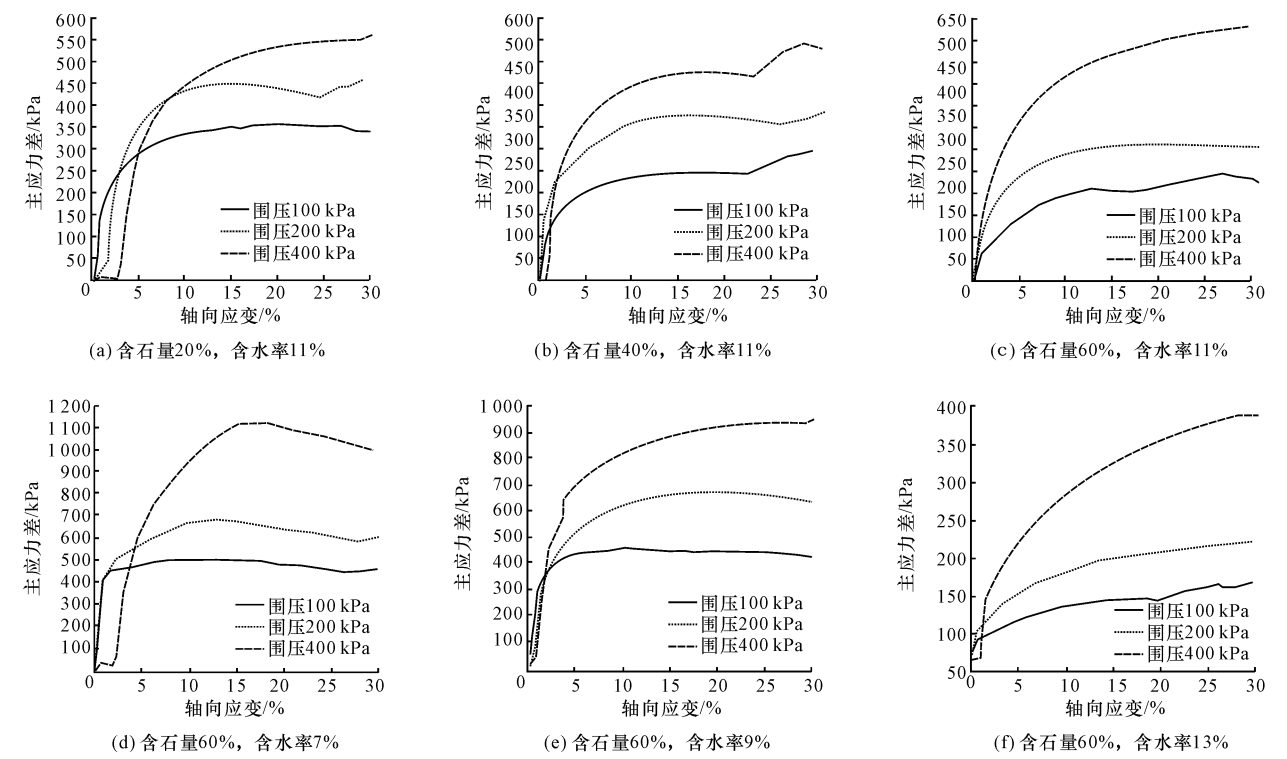 600
550
500
450
400
350
300
250
200
150
100
50
0
5
10
15
20
25
30
主应力差/kPa
围压100 kPa
围压200 kPa
围压400 kPa
轴向应变/%
(a) 含石量20%，含水率11%
600
500
450
400
350
300
250
200
150
100
50
0
5
10
15
20
25
30
主应力差/kPa
围压100 kPa
围压200 kPa
围压400 kPa
轴向应变/%
(b) 含石量40%，含水率11%
650
500
450
400
350
300
250
200
150
100
50
0
5
10
15
20
25
30
主应力差/kPa
围压100 kPa
围压200 kPa
围压400 kPa
轴向应变/%
(c) 含石量60%，含水率11%
1 200
1 100
1 000
900
800
700
600
500
400
300
200
100
0
5
10
15
20
25
30
主应力差/kPa
围压100 kPa
围压200 kPa
围压400 kPa
轴向应变/%
(d) 含石量60%，含水率7%
1 000
900
800
700
600
500
400
300
200
100
0
5
10
15
20
25
30
主应力差/kPa
围压100 kPa
围压200 kPa
围压400 kPa
轴向应变/%
(e) 含石量60%，含水率9%
400
350
300
250
200
150
100
50
0
5
10
15
20
25
30
主应力差/kPa
围压100 kPa
围压200 kPa
围压400 kPa
轴向应变/%
(f) 含石量60%，含水率13%